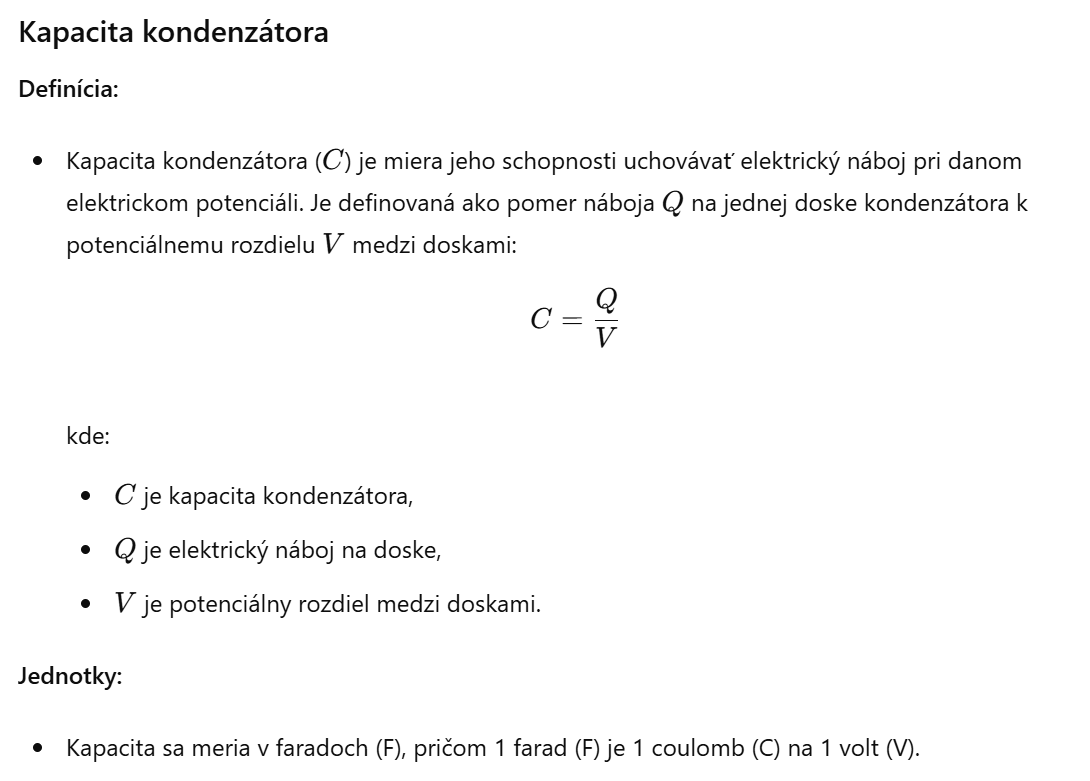 Kapacita kondenzátora
Definícia:
• Kapacita kondenzátora (C) je miera jeho schopnosti uchovávať elektrický náboj pri danom
elektrickom potenciáli. Je definovaná ako pomer náboja Q na jednej doske kondenzátora k
potenciálnemu rozdielu V medzi doskami:
C = Q/V
kde:
• C je kapacita kondenzátora,
• Q je elektrický náboj na doske,
• V je potenciálny rozdiel medzi doskami.
Jednotky:
• Kapacita sa meria v faradoch (F), pričom 1 farad (F) je 1 coulomb (C) na 1 volt (V).